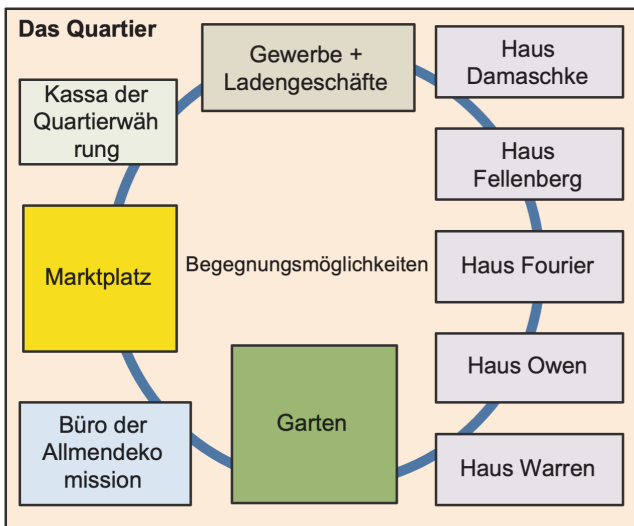 Das Quartier
Gewerbe +
Ladengeschäfte
Haus
Damaschke
Kassa der
Quartierwäh
rung
Haus
Fellenberg
Marktplatz
Begegnungsmöglichkeiten
Haus Fourier
Haus Owen
Büro der
Allmendeko
mission
Garten
Haus Warren